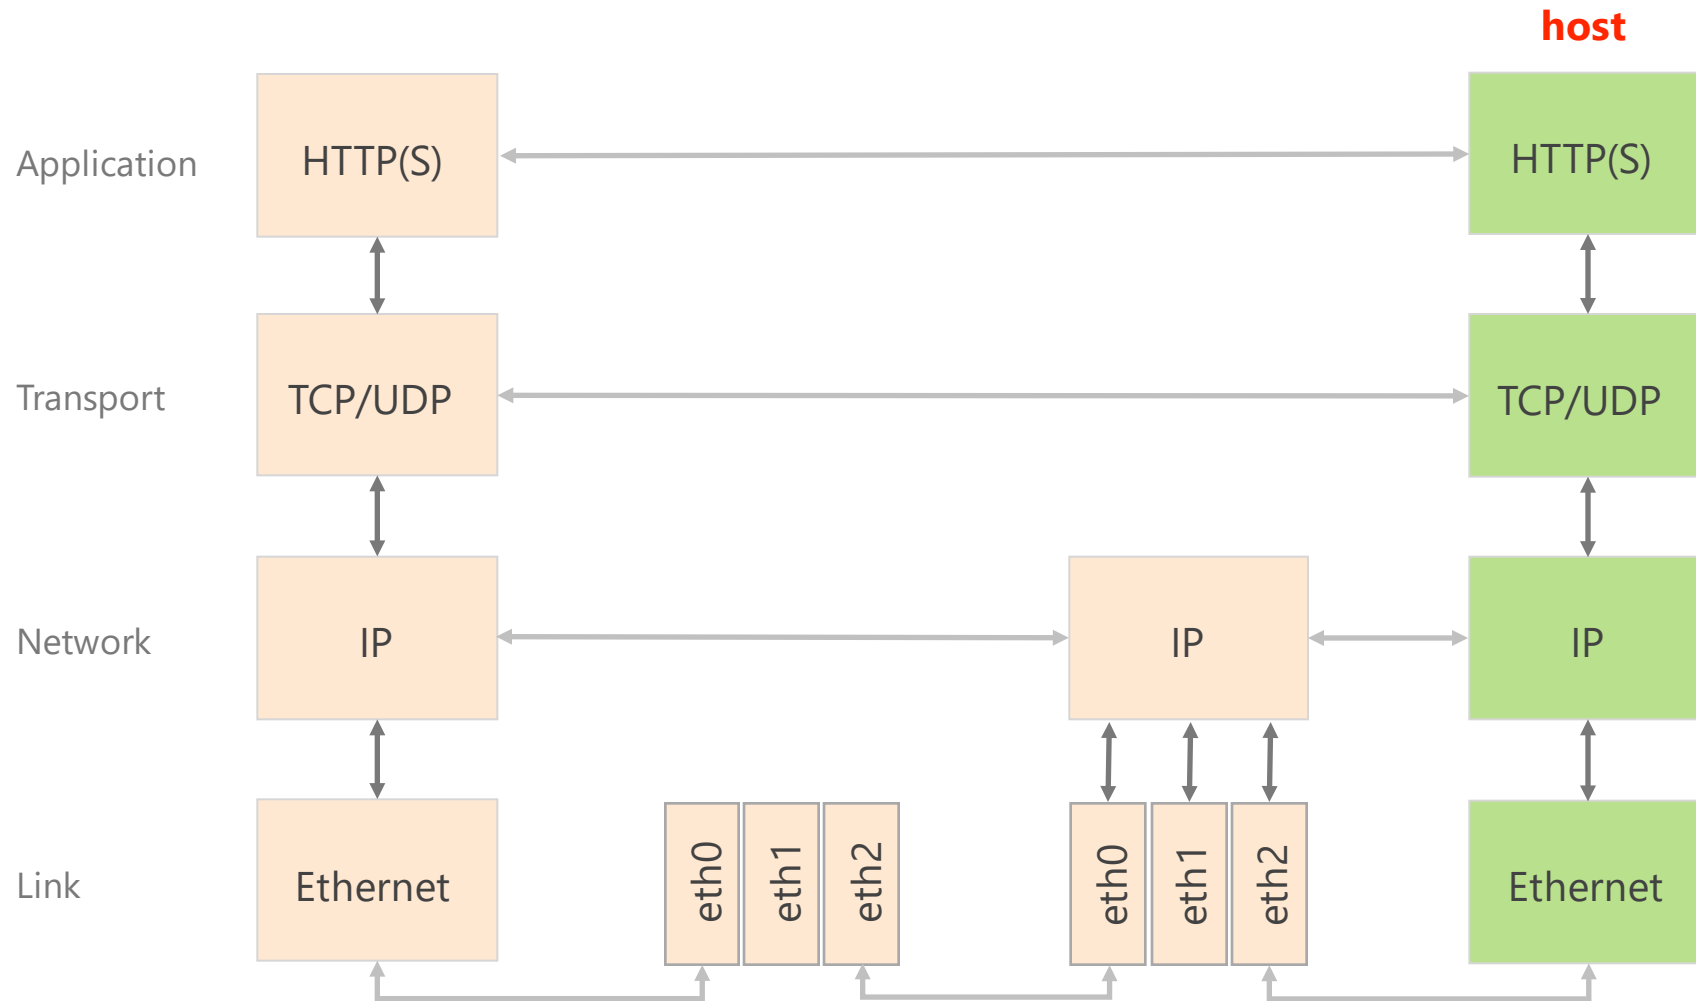 host
Application
HTTP(S)
HTTP(S)
Transport
TCP/UDP
TCP/UDP
Network
IP
IP
IP
Link
Ethernet
eth0
eth1
eth2
eth0
eth1
eth2
Ethernet